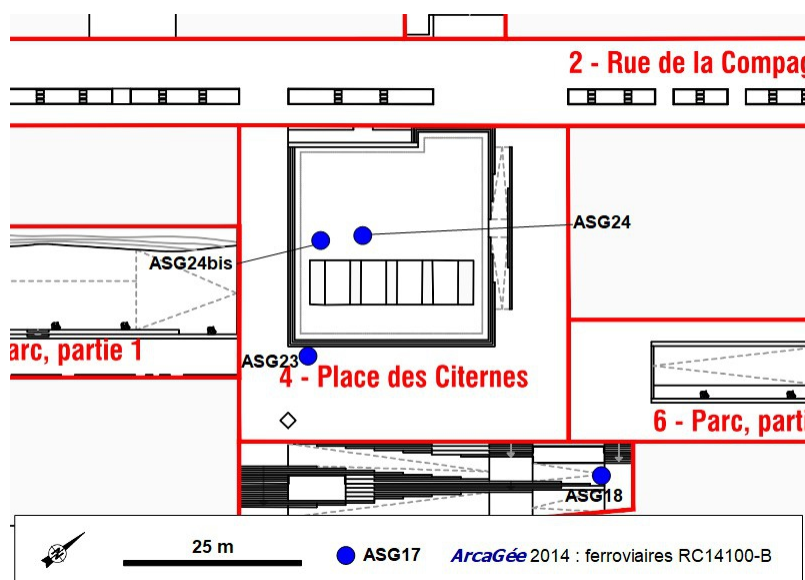 2 - Rue de la Compag
ASG24
ASG24bis
arc, partie 1
ASG23
4 - Place des Citernes
6 - Parc, parti
ASG18
25 m
ASG17
ArcaGée 2014 : ferroviaires RC14100-B